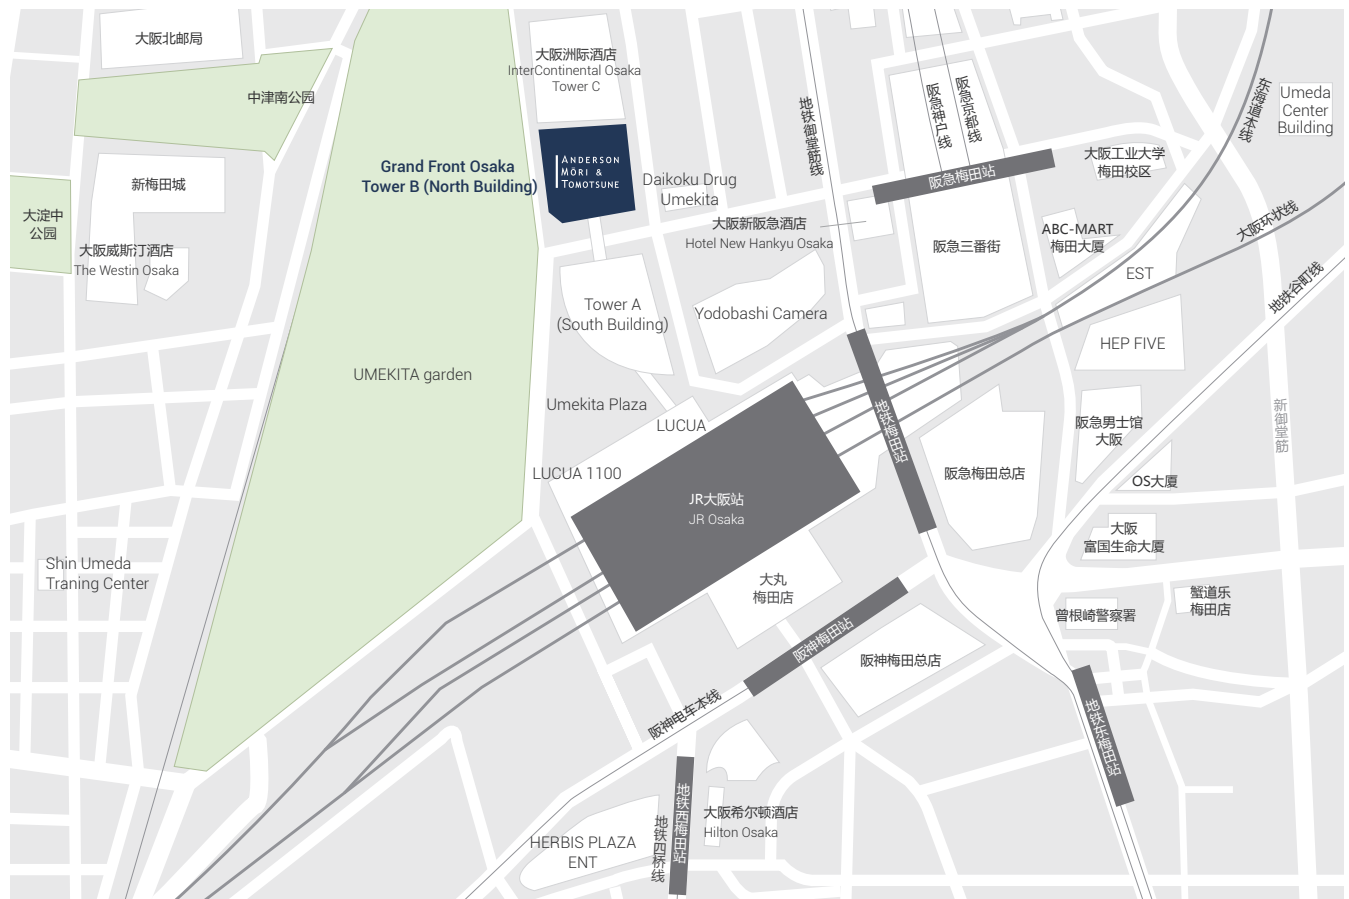 大阪北邮局
大阪洲际酒店
InterContinental Osaka
Tower C
中津南公园
地铁御堂筋线
阪急神户线
阪急京都线
东海道本线
Umeda
Center
Building
新梅田城
Grand Front Osaka
Tower B (North Building)
ANDERSON
MŌRI &
TOMOTSUNE
Daikoku Drug
Umekita
阪急梅田站
大阪工业大学
梅田校区
大淀中
公园
大阪威斯汀酒店
The Westin Osaka
大阪新阪急酒店
Hotel New Hankyu Osaka
阪急三番街
ABC-MART
梅田大厦
大阪环状线
EST
地铁谷町线
Tower A
(South Building)
Yodobashi Camera
HEP FIVE
UMEKITA garden
Umekita Plaza
LUCUA
地铁梅田站
阪急男士馆
大阪
新御堂筋
LUCUA 1100
阪急梅田总店
OS大厦
JR大阪站
JR Osaka
大阪
富国生命大厦
Shin Umeda
Traning Center
大丸
梅田店
蟹道乐
梅田店
曾根崎警察署
阪神梅田站
阪神梅田总店
阪神电车本线
地铁东梅田站
地铁西梅田站
地铁四桥线
大阪希尔顿酒店
Hilton Osaka
HERBIS PLAZA
ENT